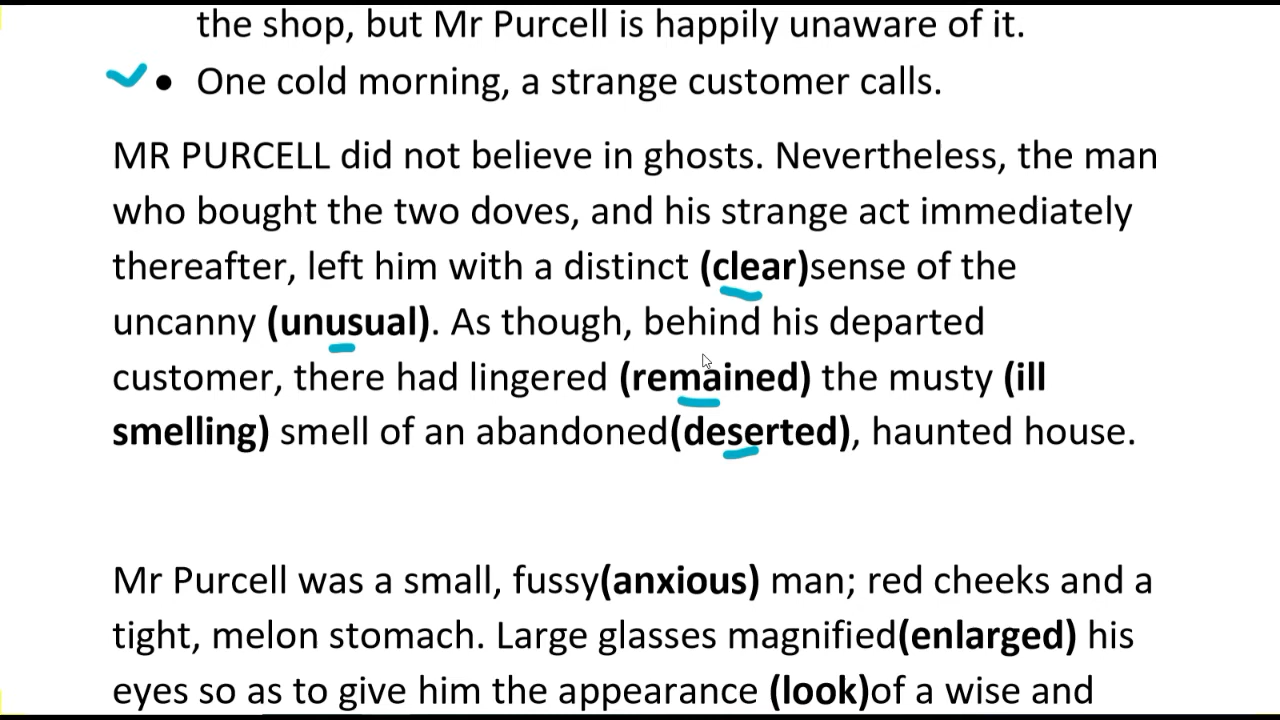 the shop, but Mr Purcell is happily unaware of it.
• One cold morning, a strange customer calls.
MR PURCELL did not believe in ghosts. Nevertheless, the man
who bought the two doves, and his strange act immediately
thereafter, left him with a distinct (clear)sense of the
uncanny (unusual). As though, behind his departed
customer, there had lingered (remained) the musty (ill
smelling) smell of an abandoned(deserted), haunted house.
Mr Purcell was a small, fussy(anxious) man; red cheeks and a
tight, melon stomach. Large glasses magnified(enlarged) his
eyes so as to give him the appearance (look)of a wise and